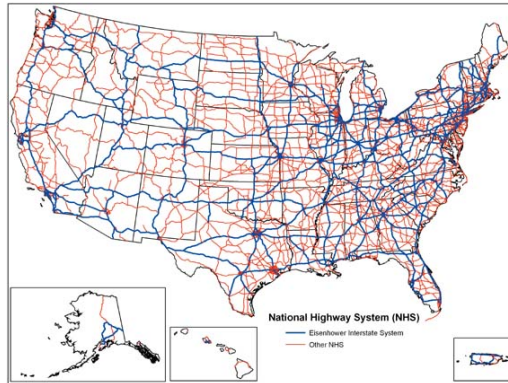 National Highway System (NHS)
Eisenhower Interstate System
Other NHS